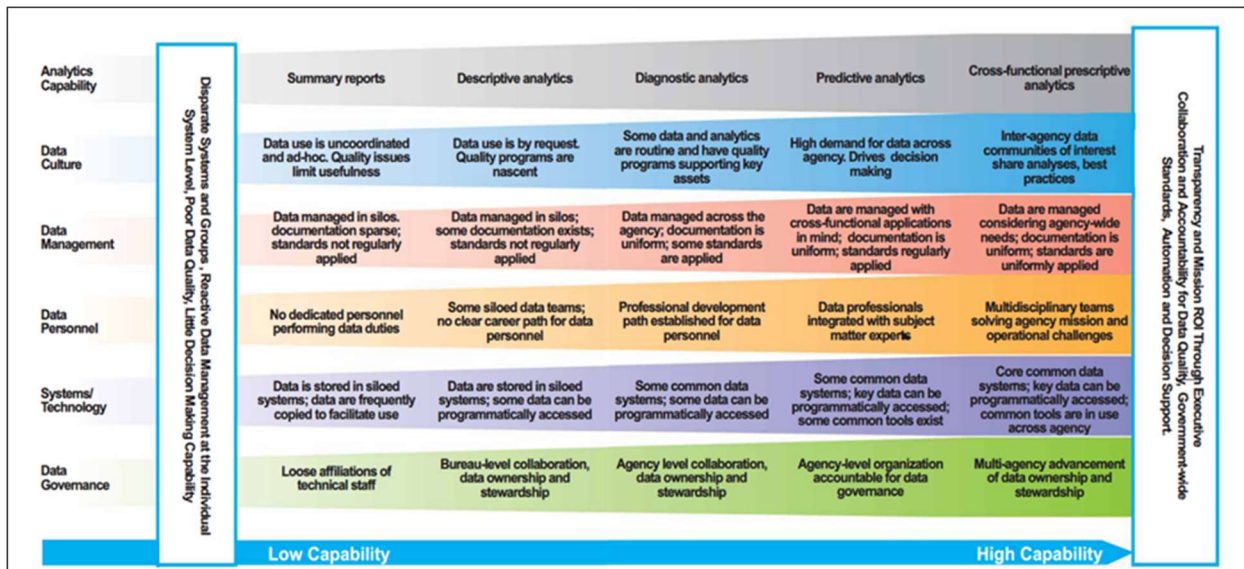 Analytics
Capability
Summary reports
Descriptive analytics
Diagnostic analytics
Predictive analytics
Cross-functional prescriptive
analytics
Data
Culture
Data use is uncoordinated
and ad-hoc. Quality issues
limit usefulness
Data use is by request.
Quality programs are
nascent
Some data and analytics
are routine and have quality
programs supporting key
assets
High demand for data across
agency. Drives decision
making
Inter-agency data
communities of interest
share analyses, best
practices
Data
Management
Data managed in silos.
documentation sparse;
standards not regularly
applied
Data managed in silos;
some documentation exists;
standards not regularly
applied
Data managed across the
agency; documentation is
uniform; some standards
are applied
Data are managed with
cross-functional applications
in mind; documentation is
uniform; standards regularly
applied
Data are managed
considering agency-wide
needs; documentation is
uniform; standards are
uniformly applied
Data
Personnel
No dedicated personnel
performing data duties
Some siloed data teams;
no clear career path for data
personnel
Professional development
path established for data
personnel
Data professionals
integrated with subject
matter experts
Multidisciplinary teams
solving agency mission and
operational challenges
Systems/
Technology
Data is stored in siloed
systems; data are frequently
copied to facilitate use
Data are stored in siloed
systems; some data can be
programmatically accessed
Some common data
systems; some data can be
programmatically accessed
Some common data
systems; key data can be
programmatically accessed;
some common tools exist
Core common data
systems; key data can be
programmatically accessed;
common tools are in use
across agency
Data
Governance
Loose affiliations of
technical staff
Bureau-level collaboration,
data ownership and
stewardship
Agency level collaboration,
data ownership and
stewardship
Agency-level organization
accountable for data
governance
Multi-agency advancement
of data ownership and
stewardship
Disparate Systems and Groups , Reactive Data Management at the Individual
System Level, Poor Data Quality, Little Decision Making Capability
Transparency and Mission ROI Through Executive
Collaboration and Accountability for Data Quality, Government-wide
Standards, Automation and Decision Support.
Low Capability
High Capability